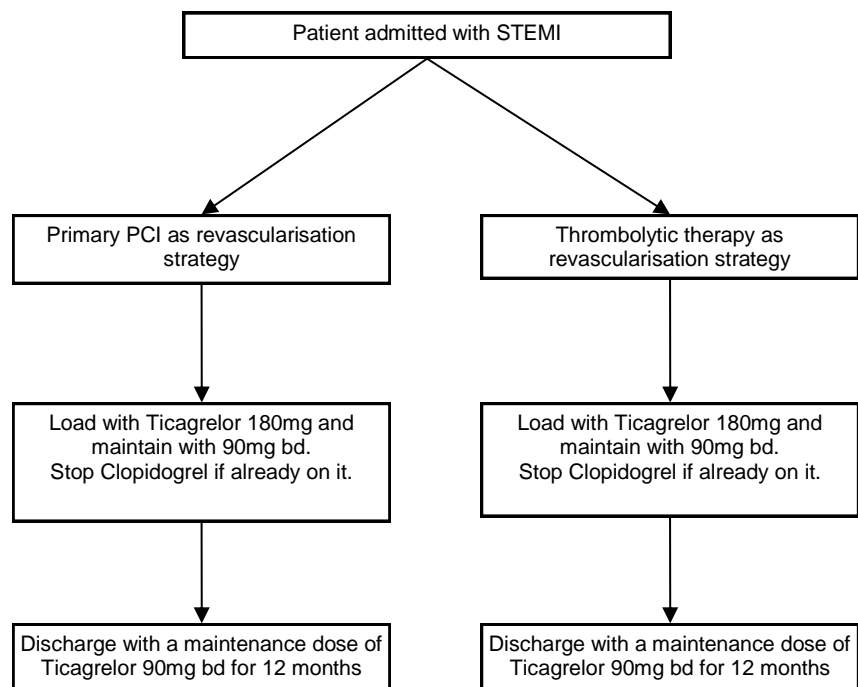 Patient admitted with STEMI
Primary PCI as revascularisation
strategy
Thrombolytic therapy as
revascularisation strategy
Load with Ticagrelor 180mg and
maintain with 90mg bd.
Stop Clopidogrel if already on it.
Load with Ticagrelor 180mg and
maintain with 90mg bd.
Stop Clopidogrel if already on it.
Discharge with a maintenance dose of
Ticagrelor 90mg bd for 12 months
Discharge with a maintenance dose of
Ticagrelor 90mg bd for 12 months